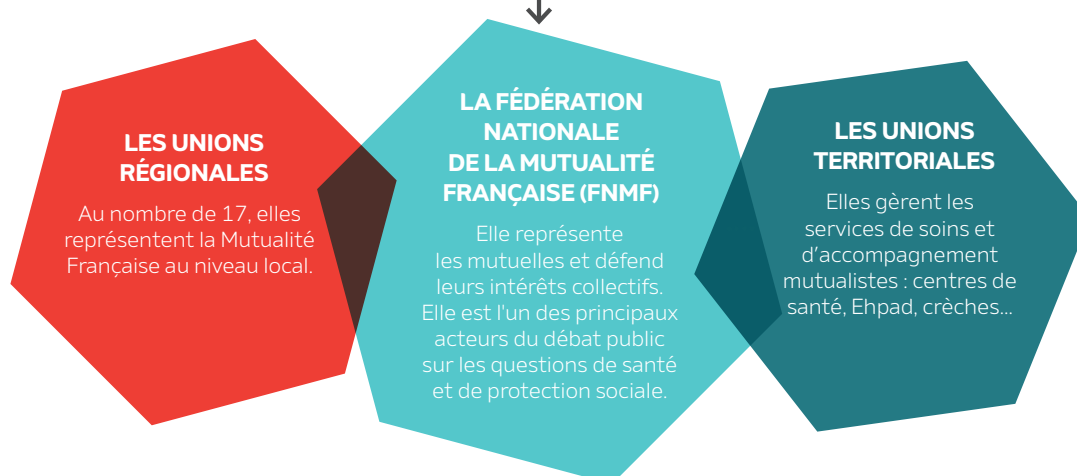 LES UNIONS
RÉGIONALES
Au nombre de 17, elles
représentent la Mutualité
Française au niveau local.
LA FÉDÉRATION
NATIONALE
DE LA MUTUALITÉ
FRANÇAISE (FNMF)
Elle représente
les mutuelles et défend
leurs intérêts collectifs.
Elle est l'un des principaux
acteurs du débat public
sur les questions de santé
et de protection sociale.
LES UNIONS
TERRITORIALES
Elles gèrent les
services de soins et
d'accompagnement
mutualistes : centres de
santé, Ehpad, crèches...